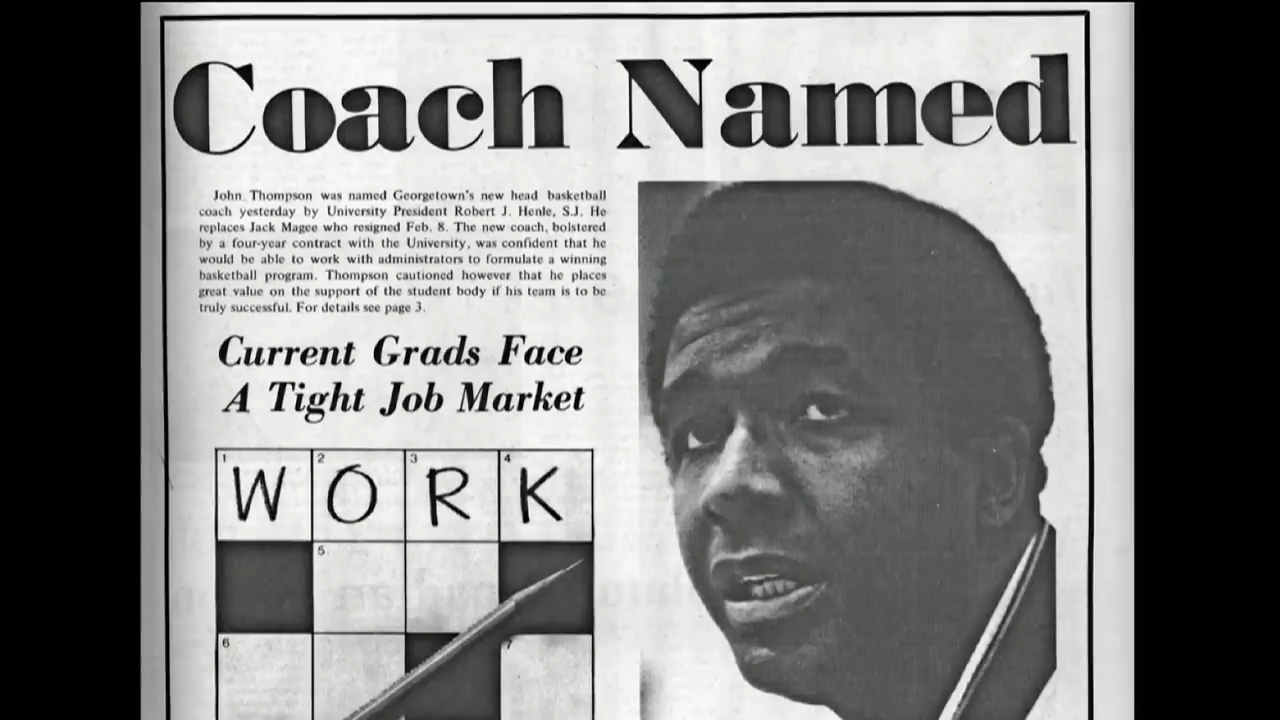 Coach Named
John Thompson was named Georgetown's new head basketball
coach yesterday by University President Robert J. Henle, S.J. He
replaces Jack Magee who resigned Feb. 8. The new coach, bolstered
by a four-year contract with the University, was confident that he
would be able to work with administrators to formulate a winning
basketball program. Thompson cautioned however that he places
great value on the support of the student body if his team is to be
truly successful. For details see page 3.
Current Grads Face
A Tight Job Market
1 2 3 4
W O R K
5
6 7